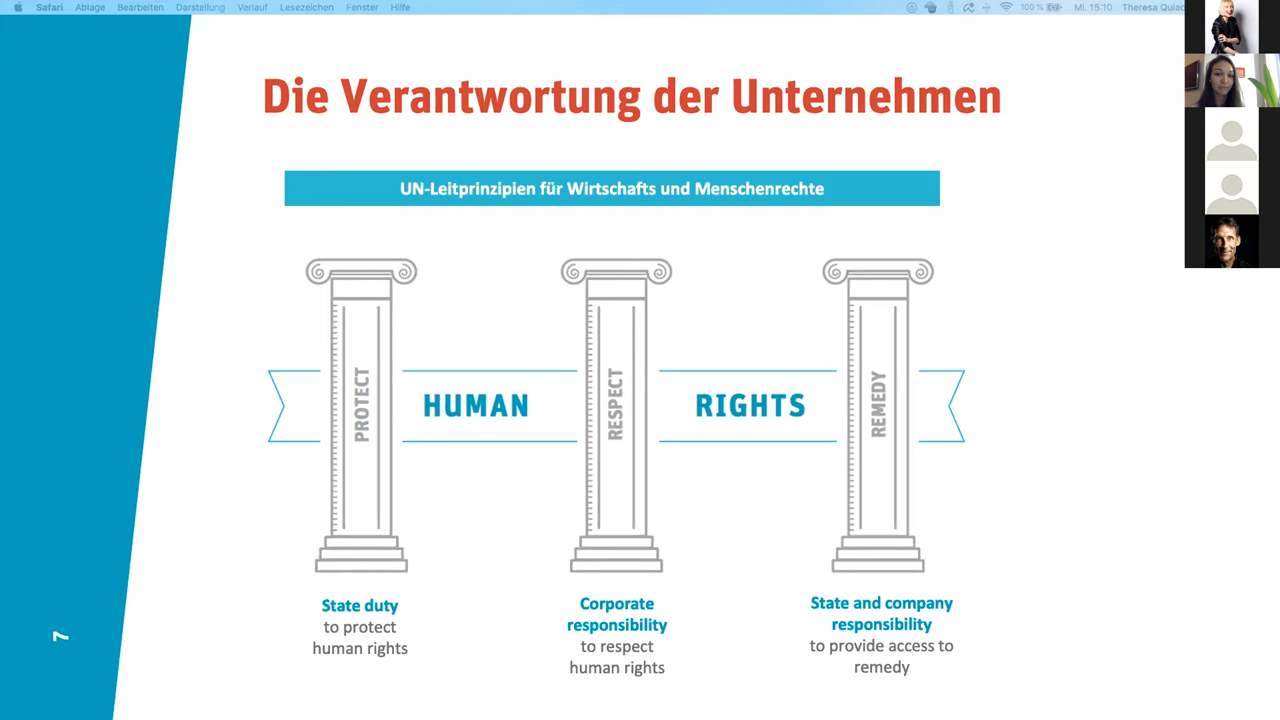 Safari Ablage Bearbeiten Darstellung Verlauf Lesezeichen Fenster Hilfe 100 % Mi. 15:10 Theresa
Die Verantwortung der Unternehmen
UN-Leitprinzipien für Wirtschafts und Menschenrechte
PROTECT
HUMAN
RESPECT
RIGHTS
REMEDY
State duty
to protect
human rights
Corporate
responsibility
to respect
human rights
State and company
responsibility
to provide access to
remedy
7